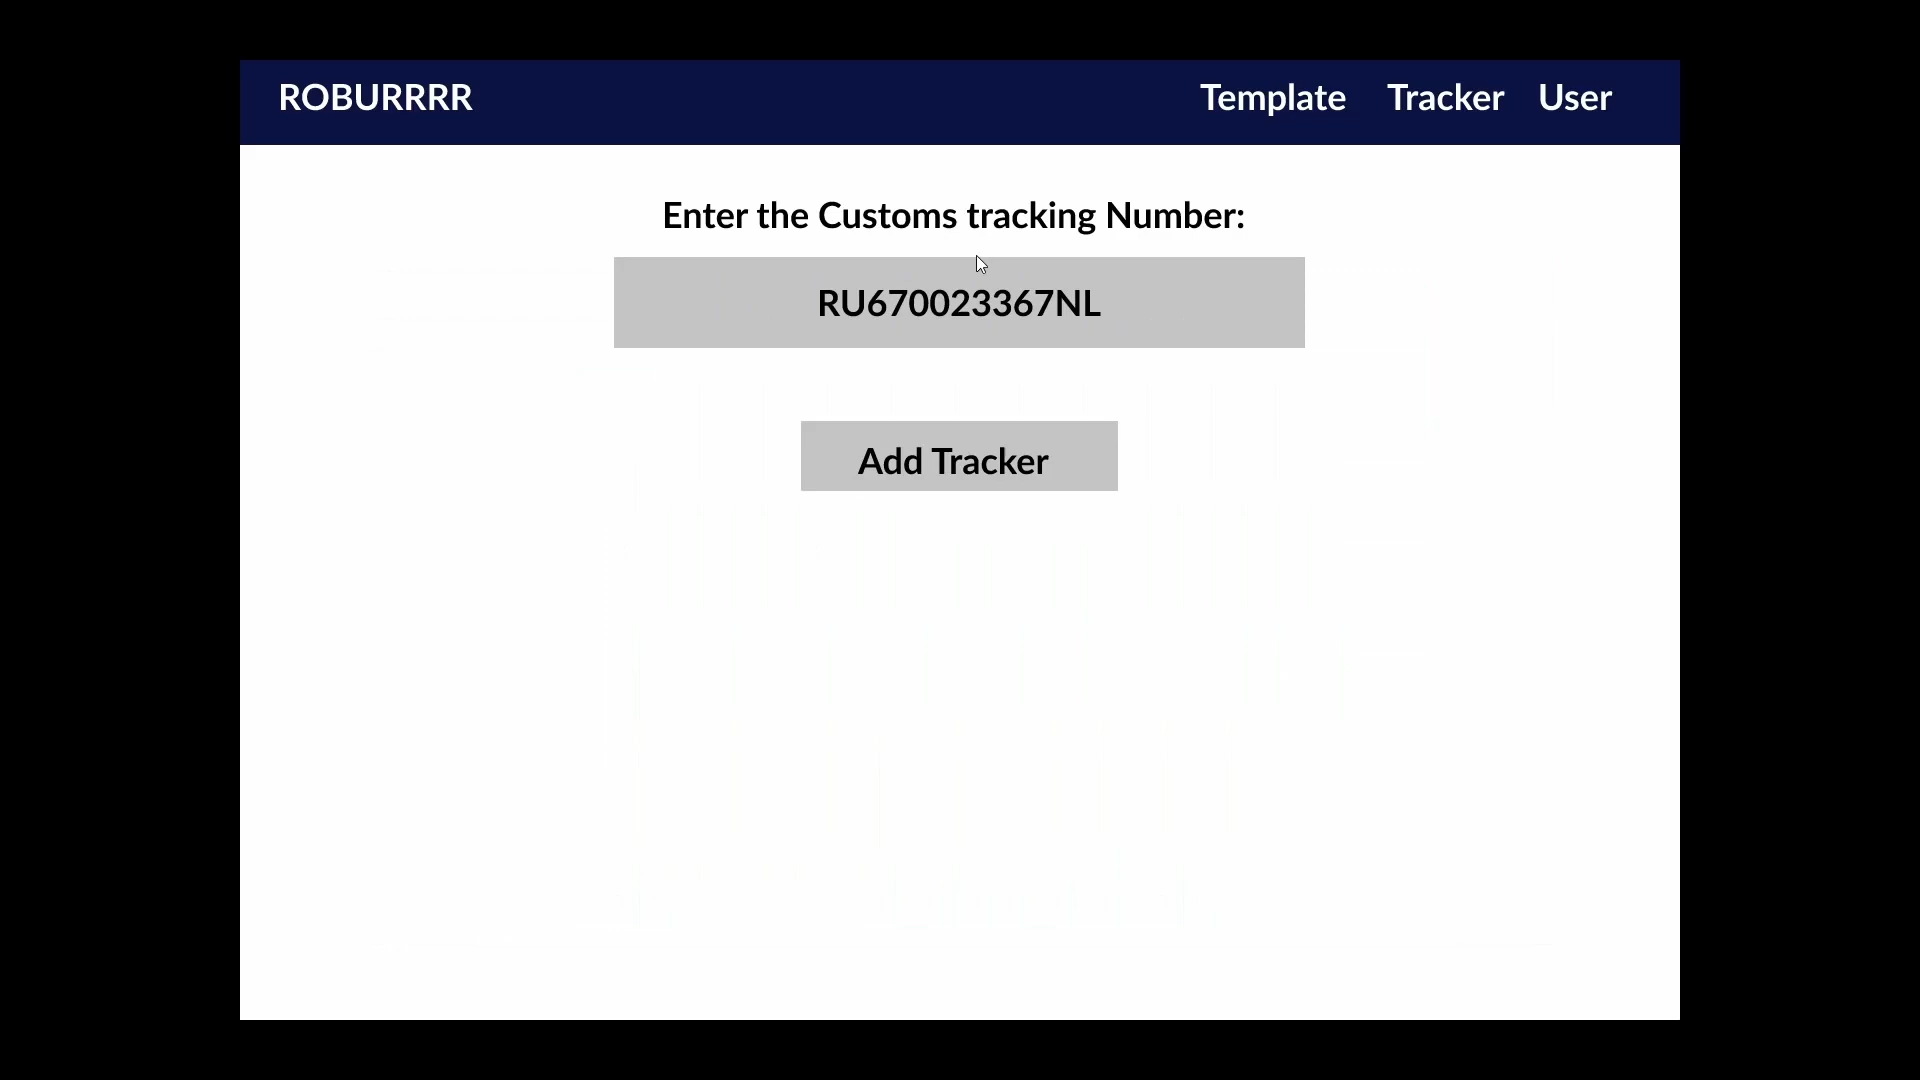 ROBURRRR
Template Tracker User
Enter the Customs tracking Number:
RU670023367NL
Add Tracker